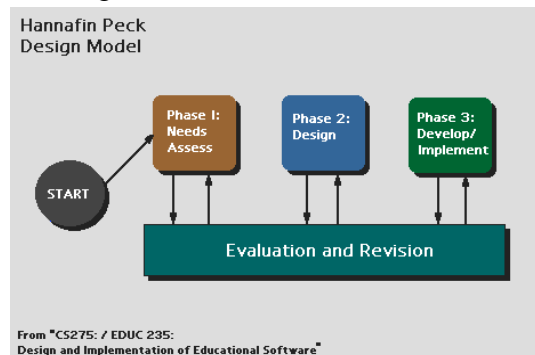 Hannafin Peck
Design Model
Phase I:
Needs
Assess
Phase 2:
Design
Phase 3:
Develop/
Implement
START
Evaluation and Revision
From "CS275: / EDUC 235:
Design and Implementation of Educational Software"